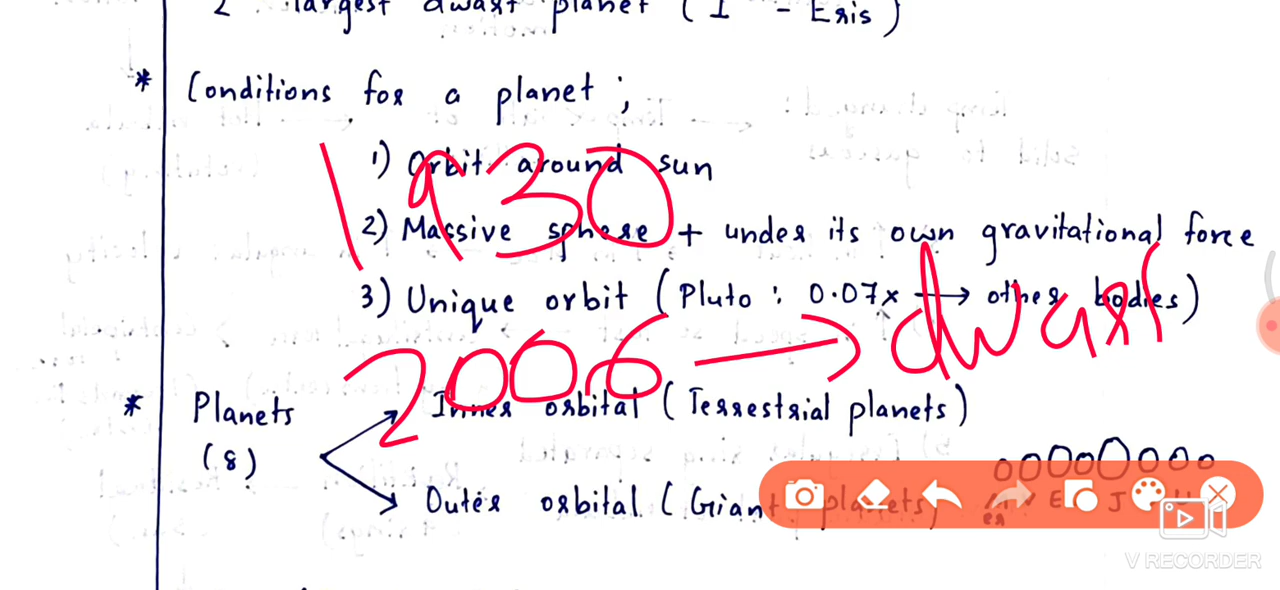 2 largest dwarf planet ( 1 - Eris )
* Conditions for a planet ;
1) Orbit around sun
2) Massive sphere + under its own gravitational force
3) Unique orbit ( Pluto : 0.07x → other bodies )
1930
2006 → dwarf
* Planets
(8)
Inner orbital ( Terrestrial planets )
Outer orbital ( Giant planets )
E J
V RECORDER